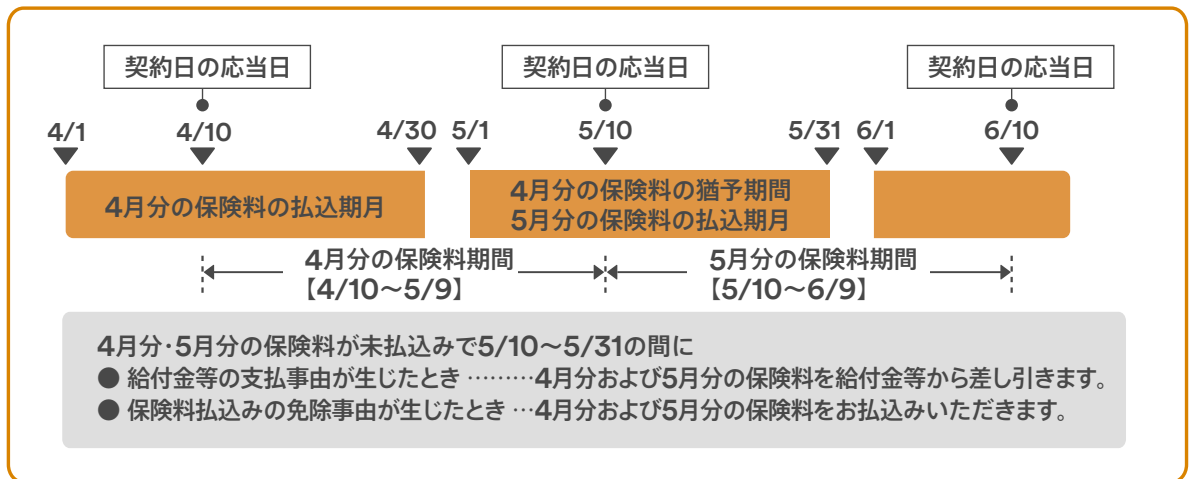 契約日の応当日 契約日の応当日 契約日の応当日
4/1 4/10 4/30 5/1 5/10 5/31 6/1 6/10
4月分の保険料の払込期月
4月分の保険料の猶予期間
5月分の保険料の払込期月
4月分の保険料期間
【4/10〜5/9】
5月分の保険料期間
【5/10〜6/9】
4月分・5月分の保険料が未払込みで5/10〜5/31の間に
● 給付金等の支払事由が生じたとき ………4月分および5月分の保険料を給付金等から差し引きます。
● 保険料払込みの免除事由が生じたとき …4月分および5月分の保険料をお払込みいただきます。